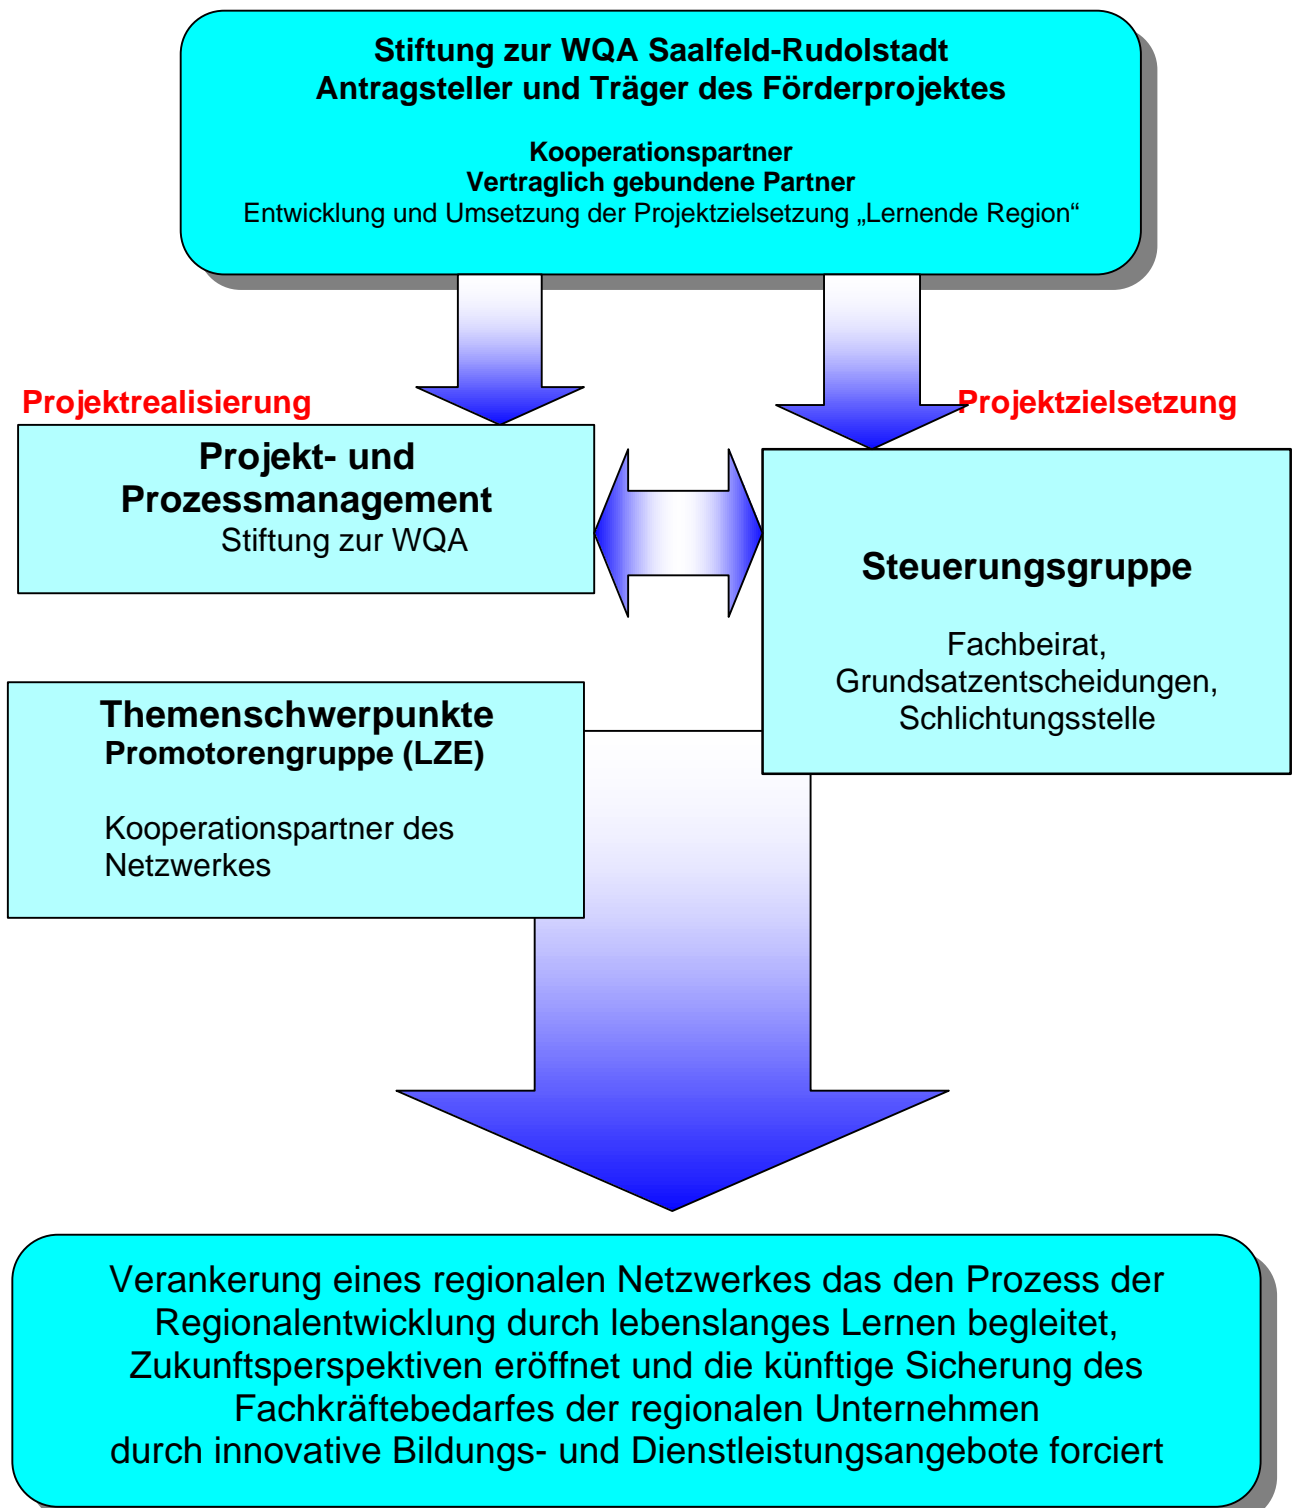 Stiftung zur WQA Saalfeld-Rudolstadt
Antragsteller und Träger des Förderprojektes
Kooperationspartner
Vertraglich gebundene Partner
Entwicklung und Umsetzung der Projektzielsetzung „Lernende Region“
Projektrealisierung
Projektzielsetzung
Projekt- und
Prozessmanagement
Stiftung zur WQA
Steuerungsgruppe
Fachbeirat,
Grundsatzentscheidungen,
Schlichtungsstelle
Themenschwerpunkte
Promotorengruppe (LZE)
Kooperationspartner des
Netzwerkes
Verankerung eines regionalen Netzwerkes das den Prozess der
Regionalentwicklung durch lebenslanges Lernen begleitet,
Zukunftsperspektiven eröffnet und die künftige Sicherung des
Fachkräftebedarfes der regionalen Unternehmen
durch innovative Bildungs- und Dienstleistungsangebote forciert